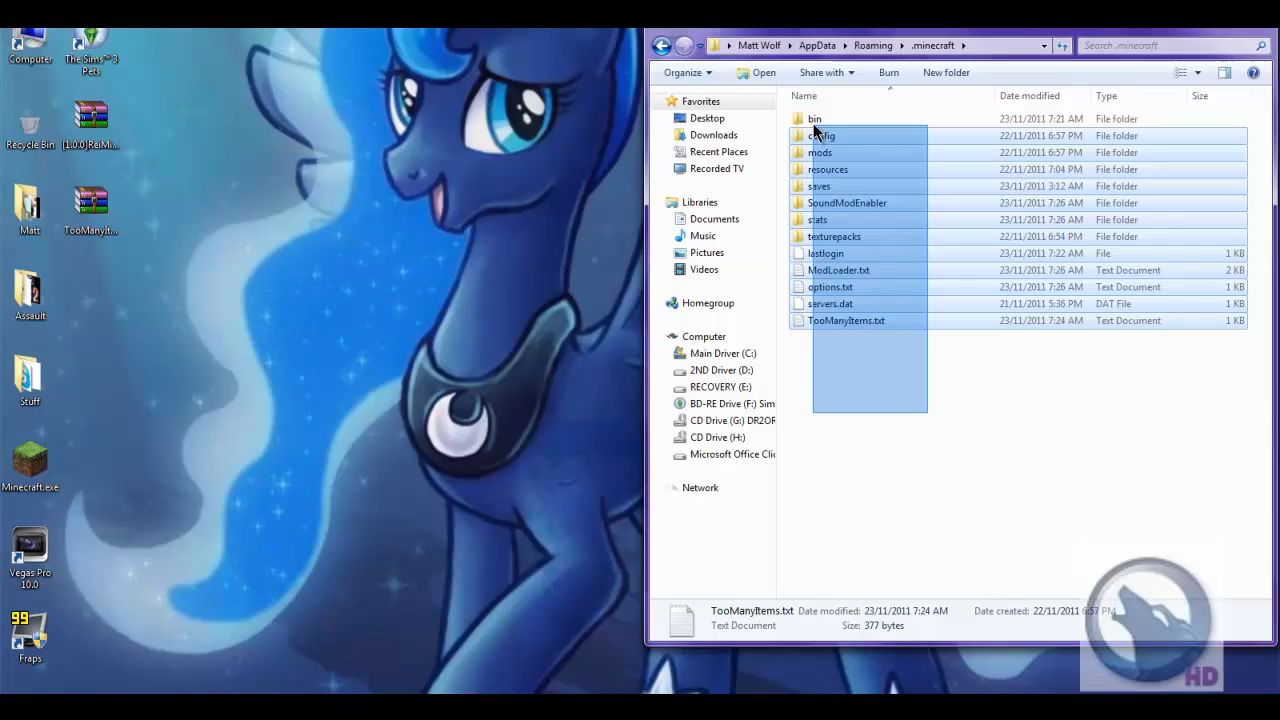 Computer
The Sims™ 3
Pets
Recycle Bin
[1.0.0]ReiMi...
Matt
TooManyIt...
Assault
Stuff
Minecraft.exe
Vegas Pro
10.0
99
Fraps
Matt Wolf
AppData
Roaming
.minecraft
Search .minecraft
Organize
Open
Share with
Burn
New folder
Favorites
Desktop
Downloads
Recent Places
Recorded TV
Libraries
Documents
Music
Pictures
Videos
Homegroup
Computer
Main Driver (C:)
2ND Driver (D:)
RECOVERY (E:)
BD-RE Drive (F:) Sim
CD Drive (G:) DR2OR
CD Drive (H:)
Microsoft Office Clic
Network
Name Date modified Type Size
bin 23/11/2011 7:21 AM File folder
config 22/11/2011 6:57 PM File folder
mods 22/11/2011 6:57 PM File folder
resources 22/11/2011 7:04 PM File folder
saves 23/11/2011 3:12 AM File folder
SoundModEnabler 23/11/2011 7:26 AM File folder
stats 23/11/2011 7:26 AM File folder
texturepacks 22/11/2011 6:54 PM File folder
lastlogin 23/11/2011 7:22 AM File 1 KB
ModLoader.txt 23/11/2011 7:26 AM Text Document 2 KB
options.txt 23/11/2011 7:26 AM Text Document 1 KB
servers.dat 21/11/2011 5:36 PM DAT File 1 KB
TooManyItems.txt 23/11/2011 7:24 AM Text Document 1 KB
TooManyItems.txt Date modified: 23/11/2011 7:24 AM Date created: 22/11/2011 6:57 PM
Text Document Size: 377 bytes
HD